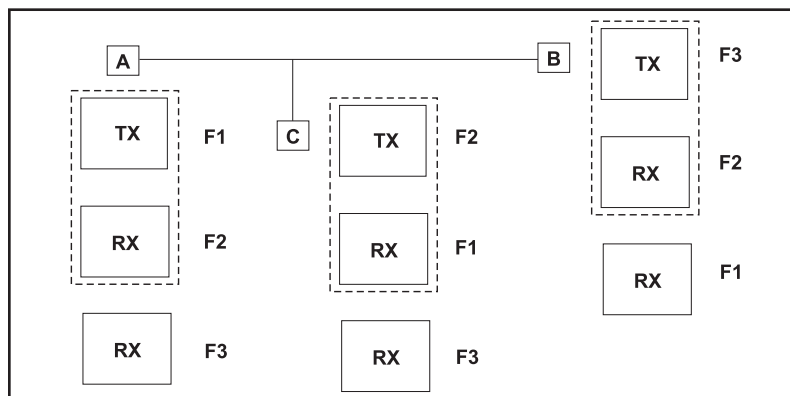 A
B
C
TX F1
RX F2
RX F3
TX F2
RX F1
RX F3
TX F3
RX F2
RX F1